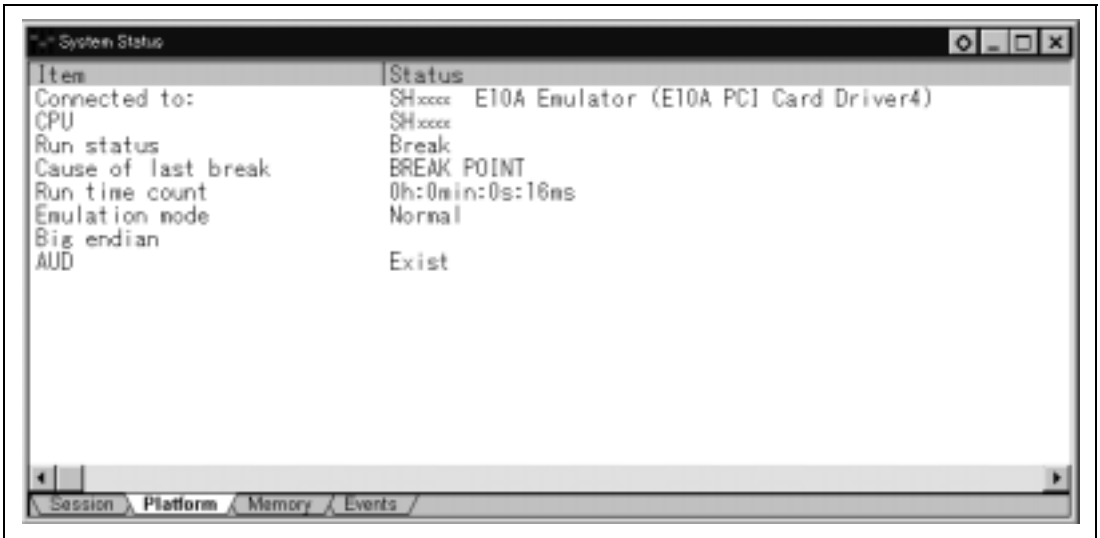 System Status
Item Status
Connected to: SHxxxx E10A Emulator (E10A PCI Card Driver4)
CPU SHxxxx
Run status Break
Cause of last break BREAK POINT
Run time count 0h:0min:0s:16ms
Emulation mode Normal
Big endian
AUD Exist
Session Platform Memory Events